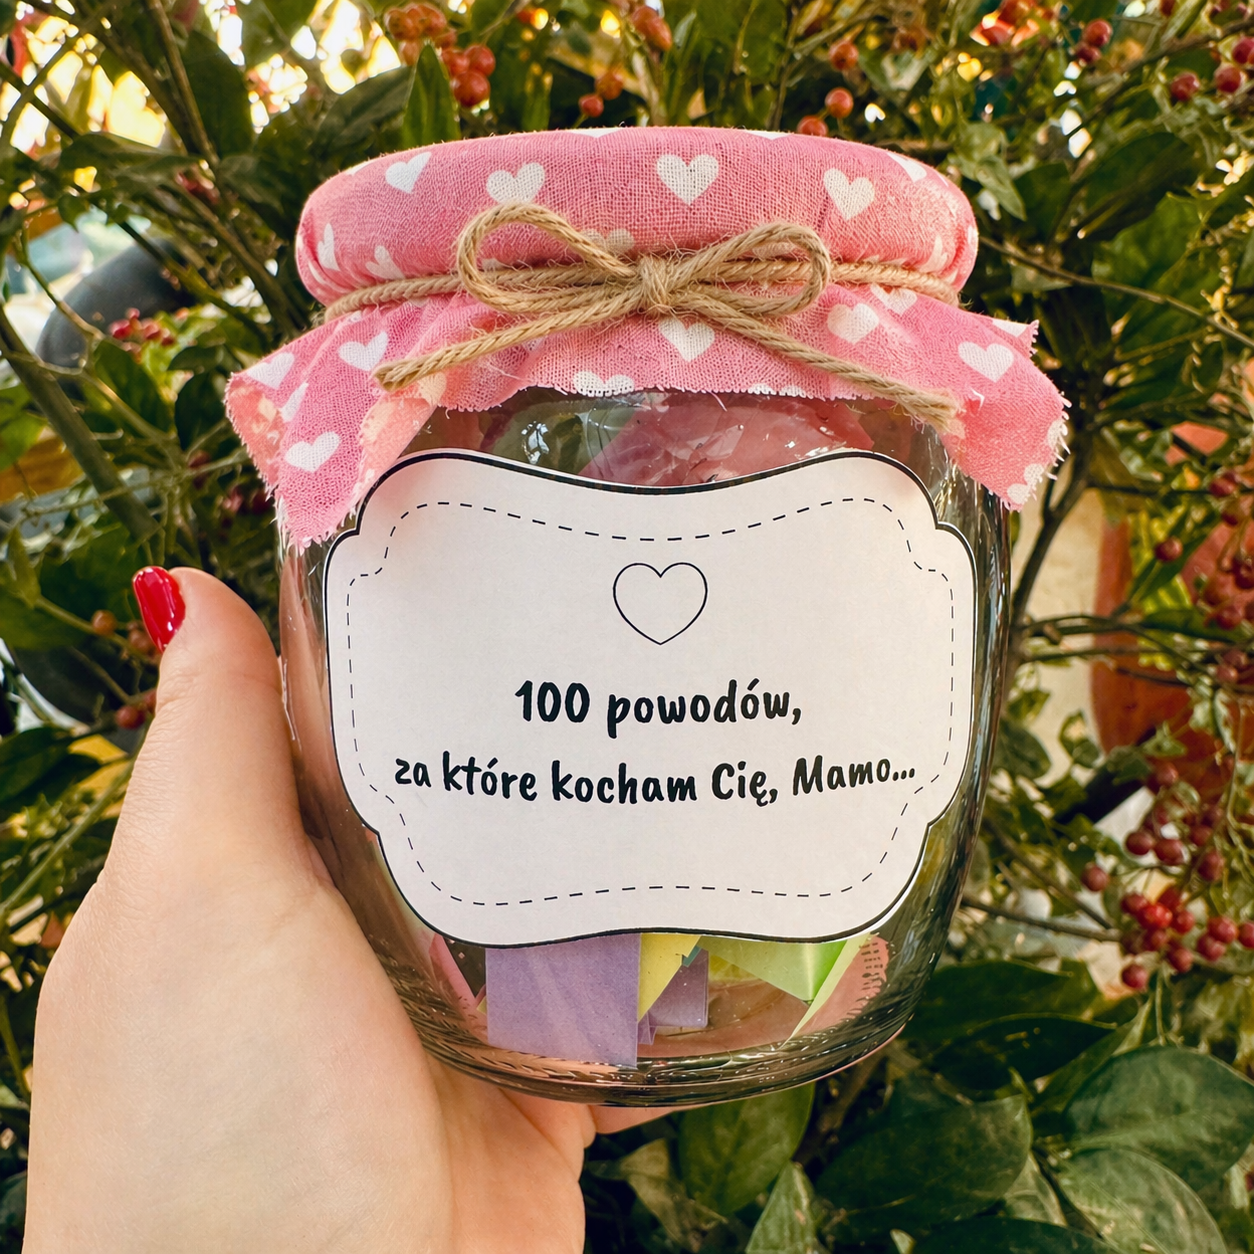 100 powodów,
za które kocham Cię, Mamo...